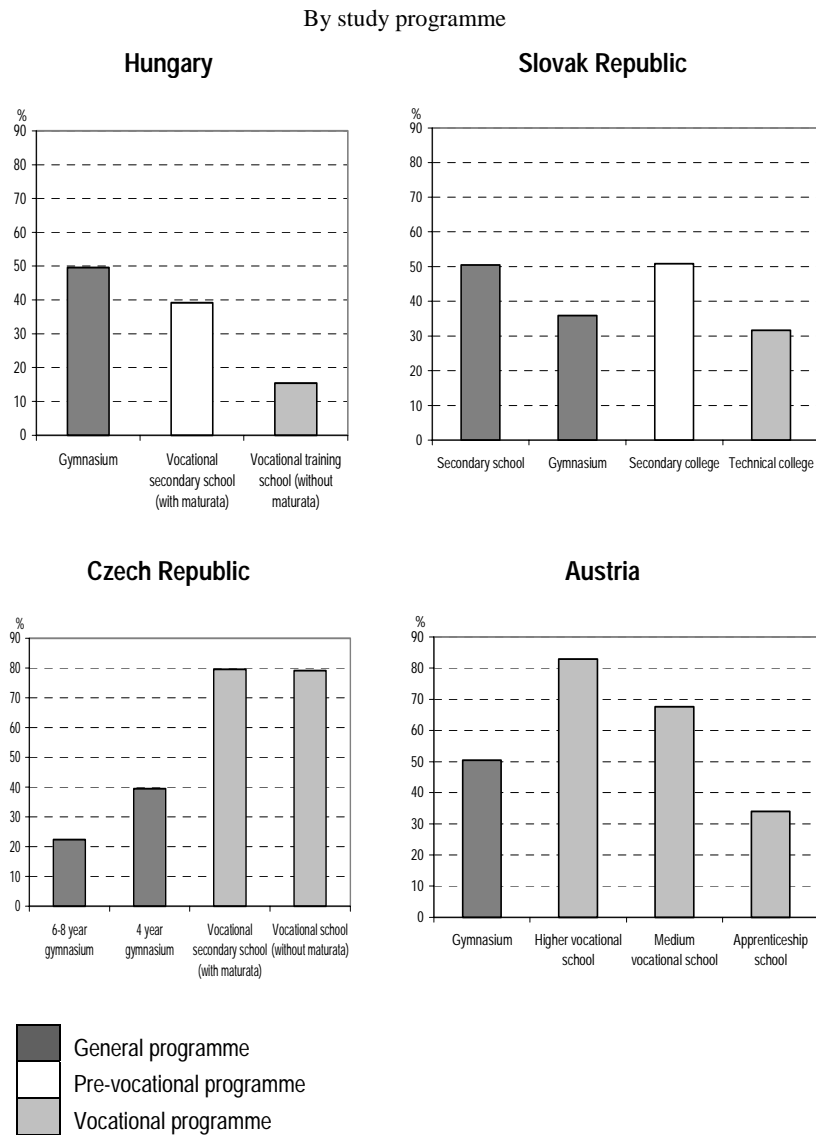 By study programme
Hungary
%
90
80
70
60
50
40
30
20
10
0
Gymnasium
Vocational
secondary school
(with maturata)
Vocational training
school (without
maturata)
Slovak Republic
%
90
80
70
60
50
40
30
20
10
0
Secondary school
Gymnasium
Secondary college
Technical college
Czech Republic
%
90
80
70
60
50
40
30
20
10
0
6-8 year
gymnasium
4 year
gymnasium
Vocational
secondary school
(with maturata)
Vocational school
(without maturata)
Austria
%
90
80
70
60
50
40
30
20
10
0
Gymnasium
Higher vocational
school
Medium
vocational school
Apprenticeship
school
General programme
Pre-vocational programme
Vocational programme